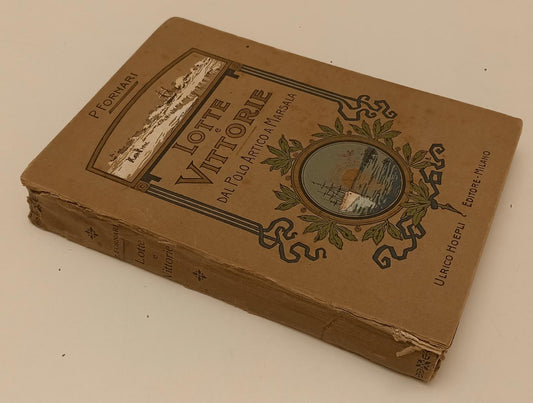 P. FORNARI
LOTTE
e
VITTORIE
DAL POLO ARTICO A MARSALA
ULRICO HOEPLI EDITORE-MILANO
P. FORNARI
Lotte
e
Vittorie